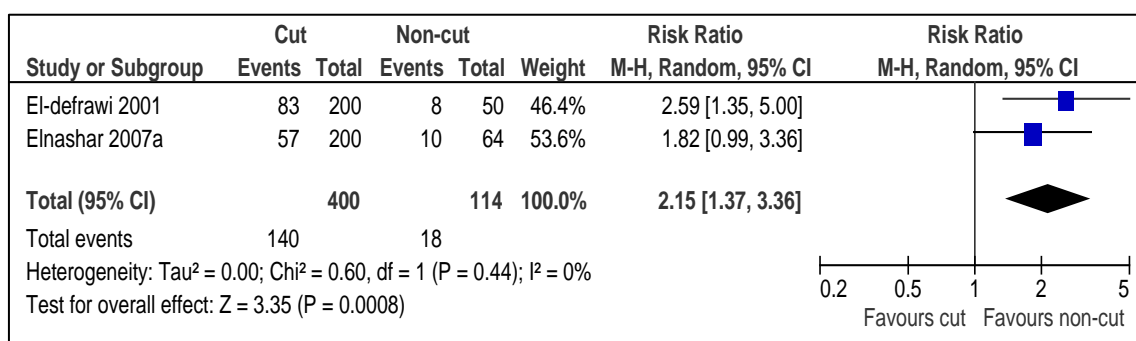 Cut Non-cut Risk Ratio Risk Ratio
Study or Subgroup Events Total Events Total Weight M-H, Random, 95% CI M-H, Random, 95% CI
El-defrawi 2001 83 200 8 50 46.4% 2.59 [1.35, 5.00]
Elnashar 2007a 57 200 10 64 53.6% 1.82 [0.99, 3.36]
Total (95% CI) 400 114 100.0% 2.15 [1.37, 3.36]
Total events 140 18
Heterogeneity: Tau² = 0.00; Chi² = 0.60, df = 1 (P = 0.44); I² = 0%
Test for overall effect: Z = 3.35 (P = 0.0008)
0.2 0.5 1 2 5
Favours cut Favours non-cut